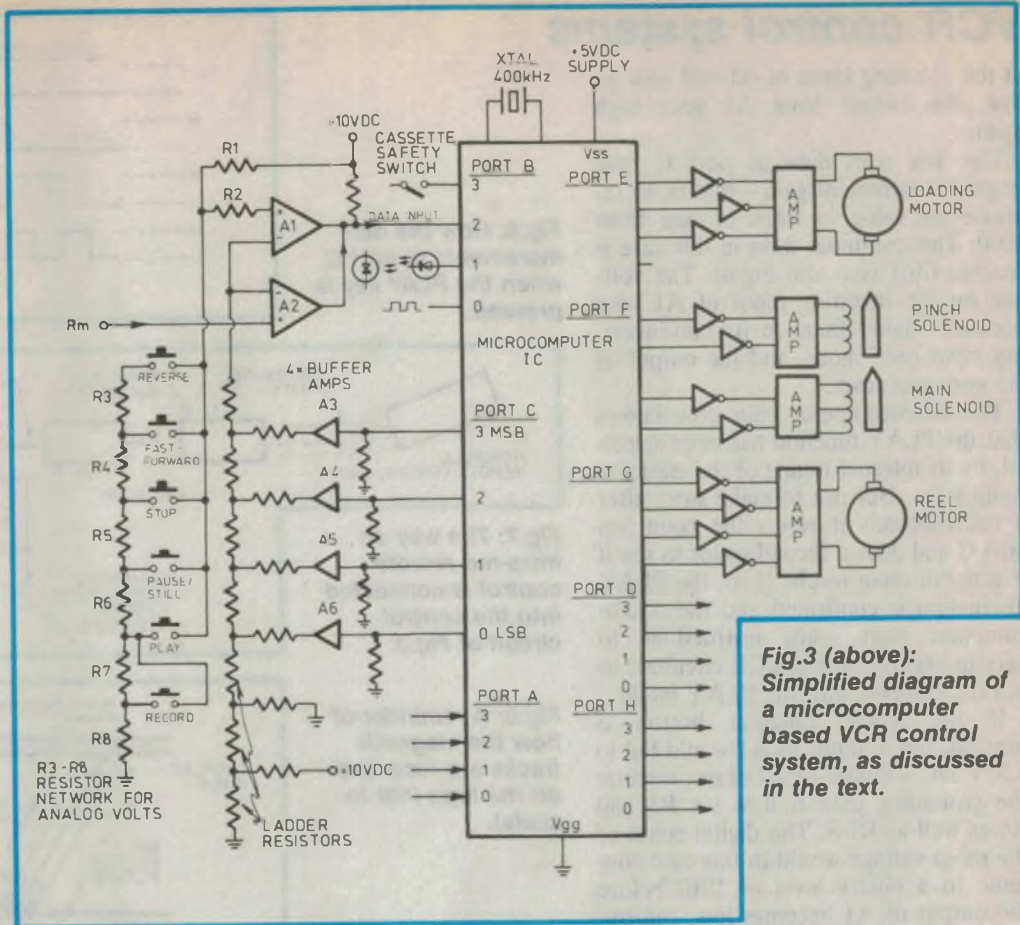 VCR control systems
XTAL
400kHz
+5VDC
SUPPLY
+10VDC
CASSETTE
SAFETY
SWITCH
R1
R2
A1
A2
Rm
DATA INPUT
PORT B
3
2
1
0
Vss
PORT E
AMP
LOADING
MOTOR
PORT F
AMP
PINCH
SOLENOID
MICROCOMPUTER
IC
AMP
MAIN
SOLENOID
PORT G
AMP
REEL
MOTOR
REVERSE
R3
FAST-
FORWARD
R4
STOP
R5
PAUSE/
STILL
R6
PLAY
R7
RECORD
R8
R3-R8
RESISTOR
NETWORK FOR
ANALOG VOLTS
4× BUFFER
AMPS
A3
A4
A5
A6
PORT C
3 MSB
2
1
0 LSB
PORT A
3
2
1
0
+10VDC
LADDER
RESISTORS
PORT D
3
2
1
0
PORT H
3
2
1
0
Vgg
Fig.3 (above):
Simplified diagram of
a microcomputer
based VCR control
system, as discussed
in the text.